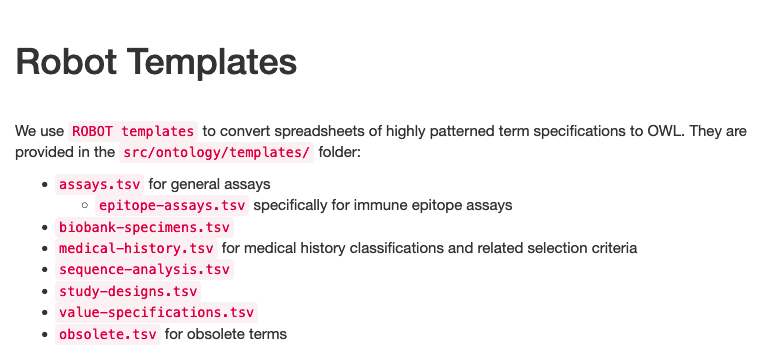 Robot Templates
We use ROBOT templates to convert spreadsheets of highly patterned term specifications to OWL. They are
provided in the src/ontology/templates/ folder:
assays.tsv for general assays
epitope-assays.tsv specifically for immune epitope assays
biobank-specimens.tsv
medical-history.tsv for medical history classifications and related selection criteria
sequence-analysis.tsv
study-designs.tsv
value-specifications.tsv
obsolete.tsv for obsolete terms